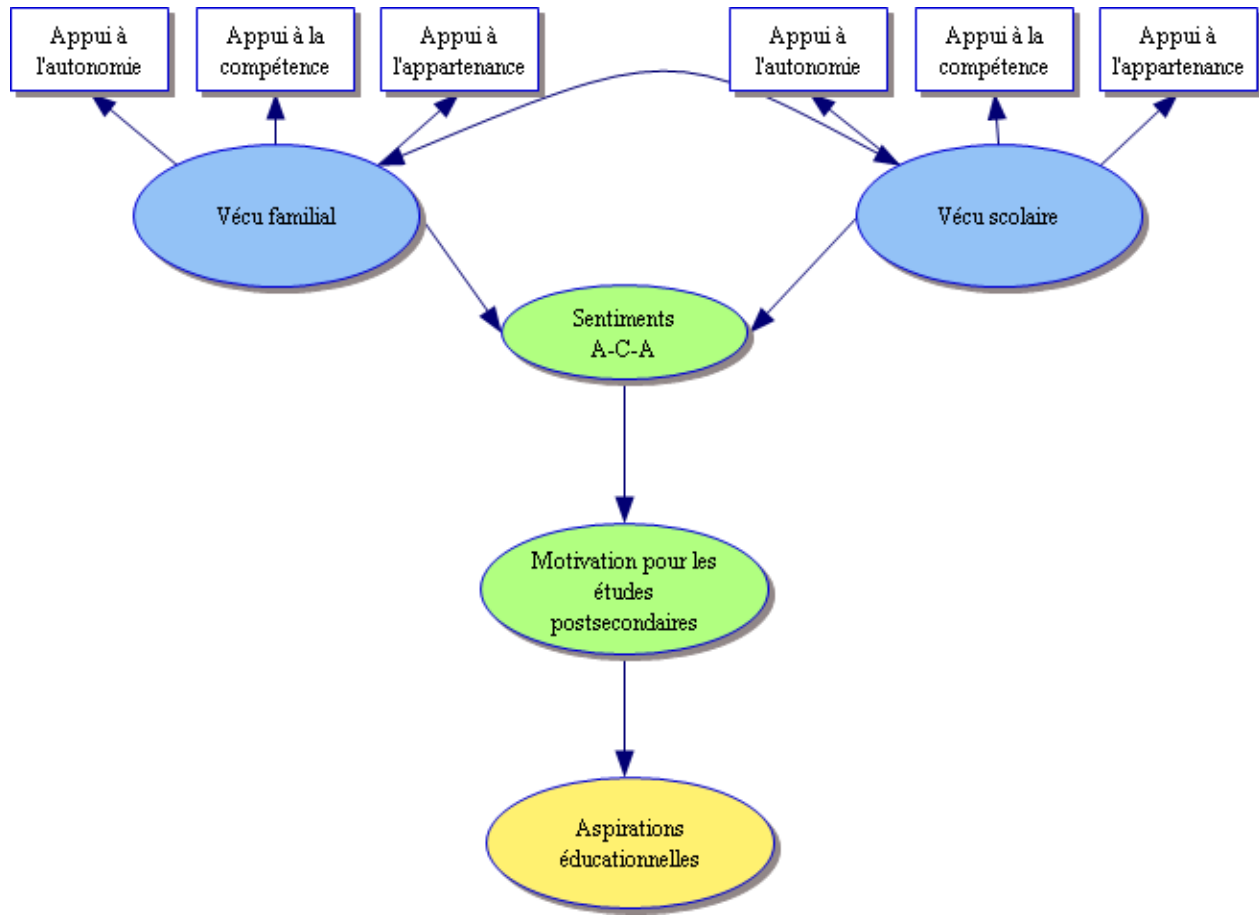 Appui à
l'autonomie
Appui à la
compétence
Appui à
l'appartenance
Appui à
l'autonomie
Appui à la
compétence
Appui à
l'appartenance
Vécu familial
Vécu scolaire
Sentiments
A-C-A
Motivation pour les
études
postsecondaires
Aspirations
éducationnelles